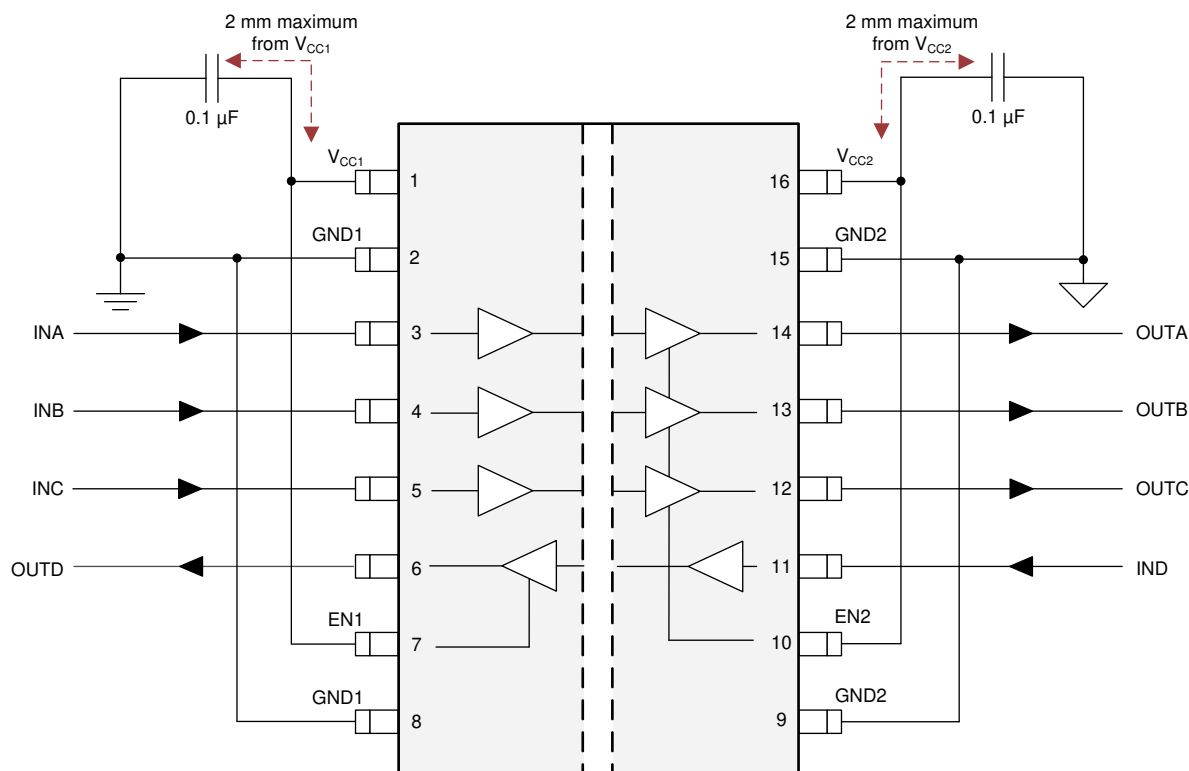 2 mm maximum
from VCC1
2 mm maximum
from VCC2
0.1 µF
0.1 µF
VCC1
VCC2
1
16
GND1
GND2
2
15
INA
3
14
OUTA
INB
4
13
OUTB
INC
5
12
OUTC
OUTD
6
11
IND
EN1
EN2
7
10
GND1
GND2
8
9